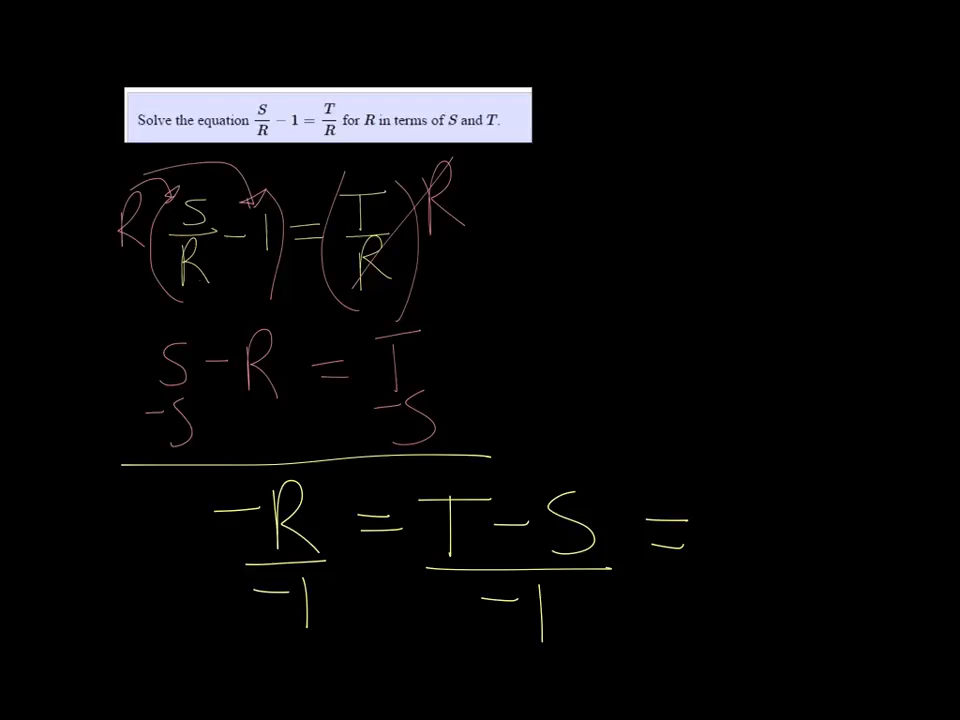 Solve the equation S/R − 1 = T/R for R in terms of S and T.
R(S/R − 1) = (T/R)R
S − R = T
−S −S
−R/−1 = T − S/−1 =